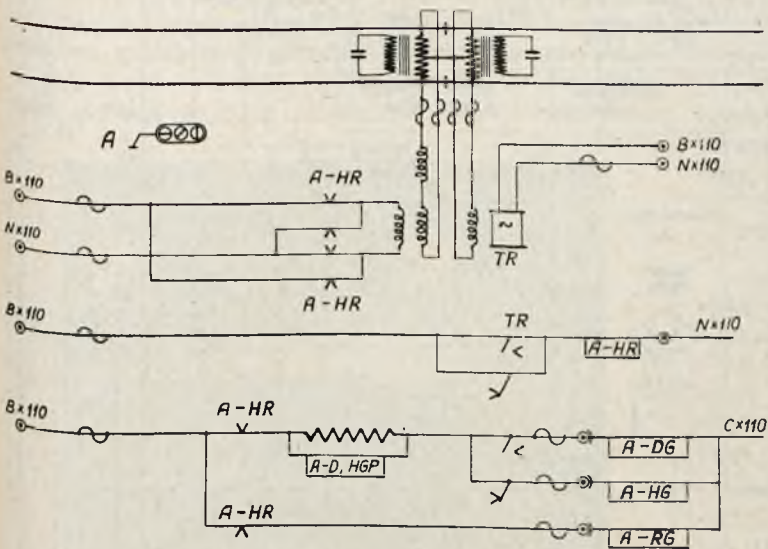 A
B×110
N×110
B×110
A-HR
TR
N×110
A-HR
B×110
TR
N×110
A-HR
B×110
A-HR
C×110
A-D, HGP
A-DG
A-HG
A-HR
A-RG